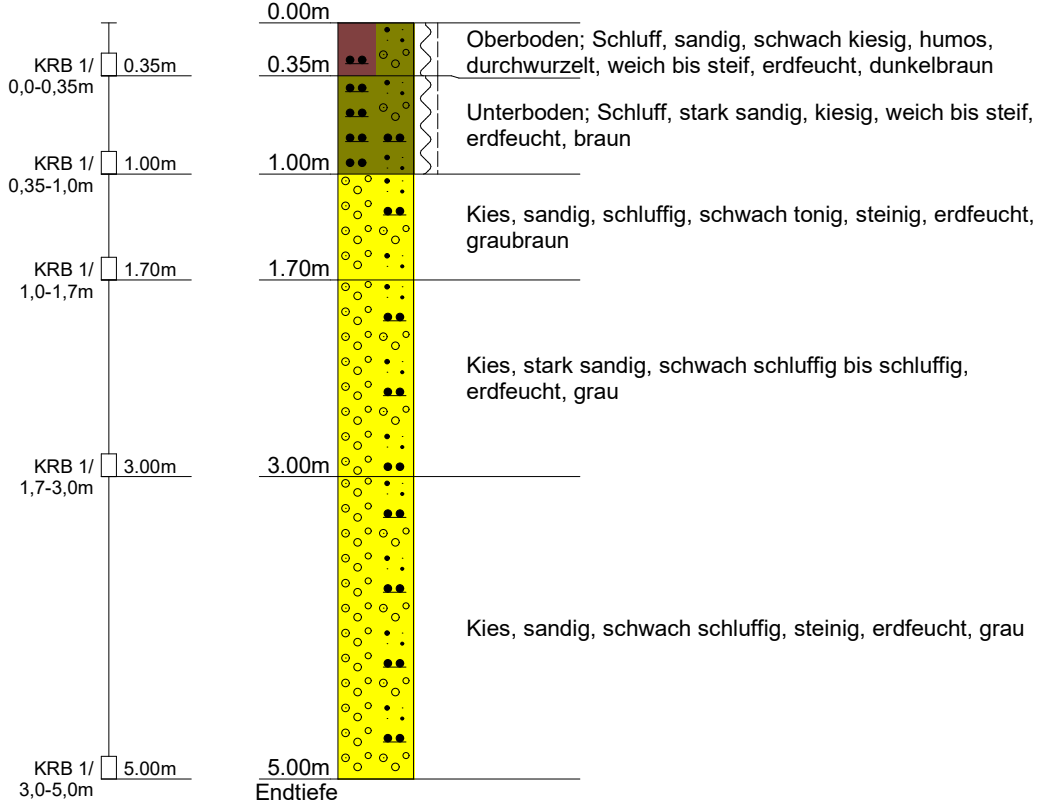 0.00m
Oberboden; Schluff, sandig, schwach kiesig, humos,
durchwurzelt, weich bis steif, erdfeucht, dunkelbraun
KRB 1/ 0.35m
0,0-0,35m
0.35m
Unterboden; Schluff, stark sandig, kiesig, weich bis steif,
erdfeucht, braun
KRB 1/ 1.00m
0,35-1,0m
1.00m
Kies, sandig, schluffig, schwach tonig, steinig, erdfeucht,
graubraun
KRB 1/ 1.70m
1,0-1,7m
1.70m
Kies, stark sandig, schwach schluffig bis schluffig,
erdfeucht, grau
KRB 1/ 3.00m
1,7-3,0m
3.00m
Kies, sandig, schwach schluffig, steinig, erdfeucht, grau
KRB 1/ 5.00m
3,0-5,0m
5.00m
Endtiefe